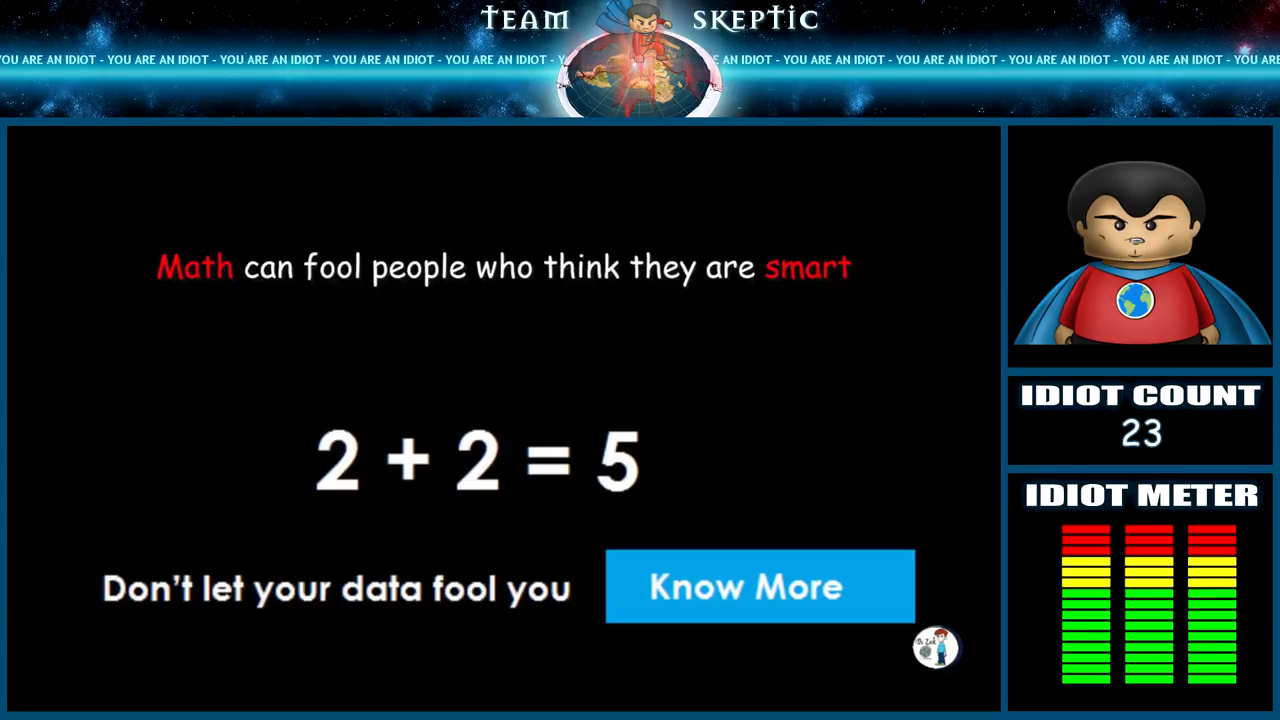 TEAM SKEPTIC
YOU ARE AN IDIOT - YOU ARE AN IDIOT - YOU ARE AN IDIOT - YOU ARE AN IDIOT - YOU ARE AN IDIOT - AN IDIOT - YOU ARE AN IDIOT - YOU ARE AN IDIOT - YOU ARE AN IDIOT - YOU ARE AN IDIOT - YOU ARE
Math can fool people who think they are smart
2 + 2 = 5
Don't let your data fool you
Know More
Dr. Zack
IDIOT COUNT
23
IDIOT METER